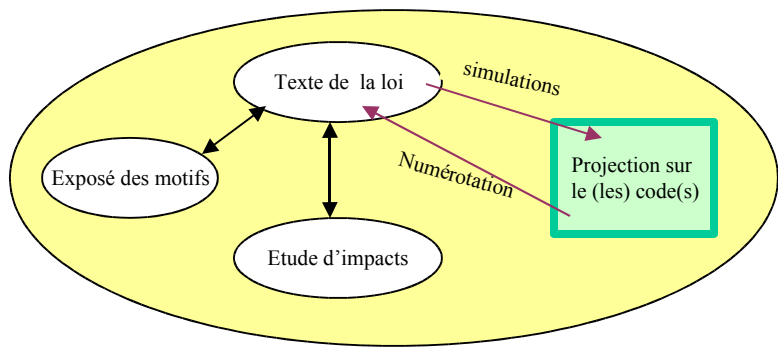 Texte de la loi
simulations
Numérotation
Projection sur
le (les) code(s)
Exposé des motifs
Etude d’impacts